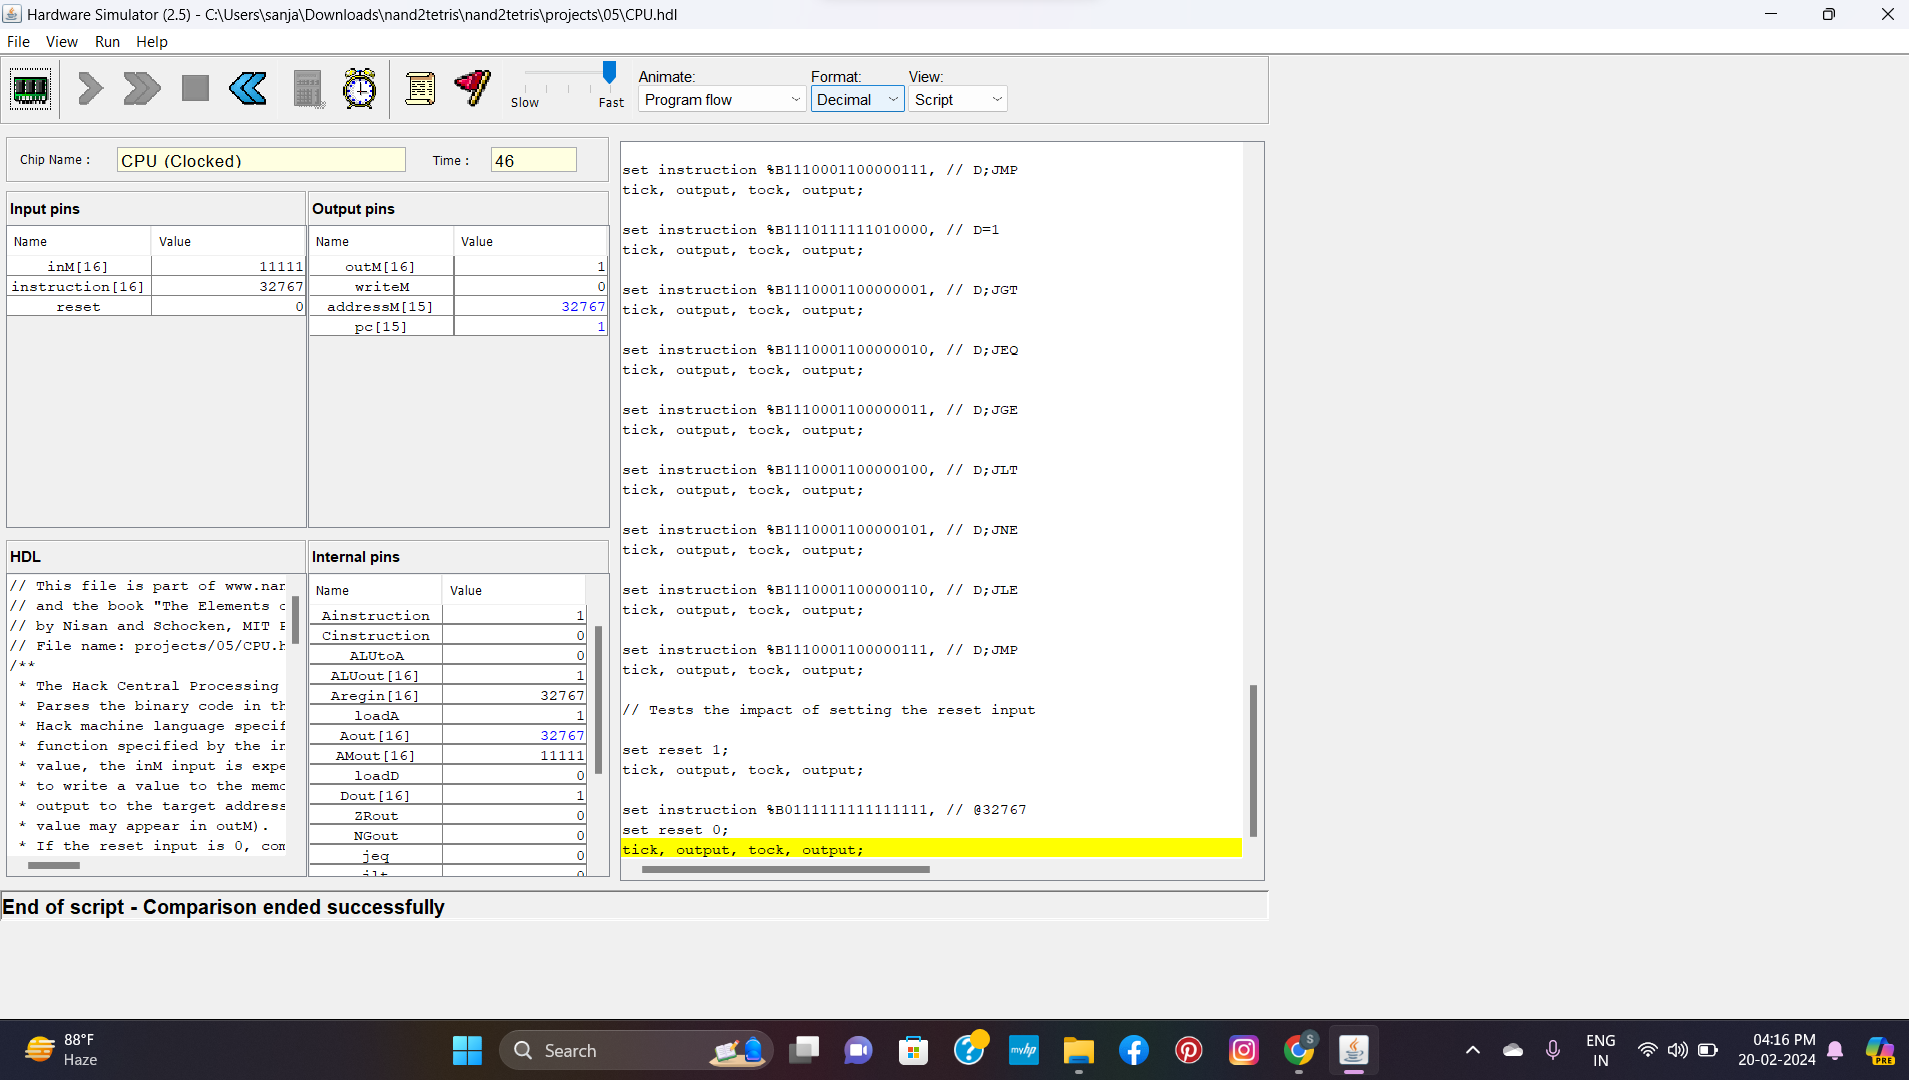 Hardware Simulator (2.5) - C:\Users\sanja\Downloads\nand2tetris\nand2tetris\projects\05\CPU.hdl
File View Run Help
Slow Fast
Animate: Format: View:
Program flow Decimal Script
Chip Name : CPU (Clocked) Time : 46
Input pins
Name Value
inM[16] 11111
instruction[16] 32767
reset 0
Output pins
Name Value
outM[16] 1
writeM 0
addressM[15] 32767
pc[15] 1
HDL
// This file is part of www.nan
// and the book "The Elements o
// by Nisan and Schocken, MIT P
// File name: projects/05/CPU.h
/**
* The Hack Central Processing
* Parses the binary code in th
* Hack machine language specif
* function specified by the in
* value, the inM input is expe
* to write a value to the memo
* output to the target address
* value may appear in outM).
* If the reset input is 0, com
Internal pins
Name Value
Ainstruction 1
Cinstruction 0
ALUtoA 0
ALUout[16] 1
Aregin[16] 32767
loadA 1
Aout[16] 32767
AMout[16] 11111
loadD 0
Dout[16] 1
ZRout 0
NGout 0
jeq 0
jlt 0
set instruction %B1110001100000111, // D;JMP
tick, output, tock, output;
set instruction %B1110111111010000, // D=1
tick, output, tock, output;
set instruction %B1110001100000001, // D;JGT
tick, output, tock, output;
set instruction %B1110001100000010, // D;JEQ
tick, output, tock, output;
set instruction %B1110001100000011, // D;JGE
tick, output, tock, output;
set instruction %B1110001100000100, // D;JLT
tick, output, tock, output;
set instruction %B1110001100000101, // D;JNE
tick, output, tock, output;
set instruction %B1110001100000110, // D;JLE
tick, output, tock, output;
set instruction %B1110001100000111, // D;JMP
tick, output, tock, output;
// Tests the impact of setting the reset input
set reset 1;
tick, output, tock, output;
set instruction %B0111111111111111, // @32767
set reset 0;
tick, output, tock, output;
End of script - Comparison ended successfully
88°F
Haze
Search
myhp
S
ENG
IN
04:16 PM
20-02-2024
PRE